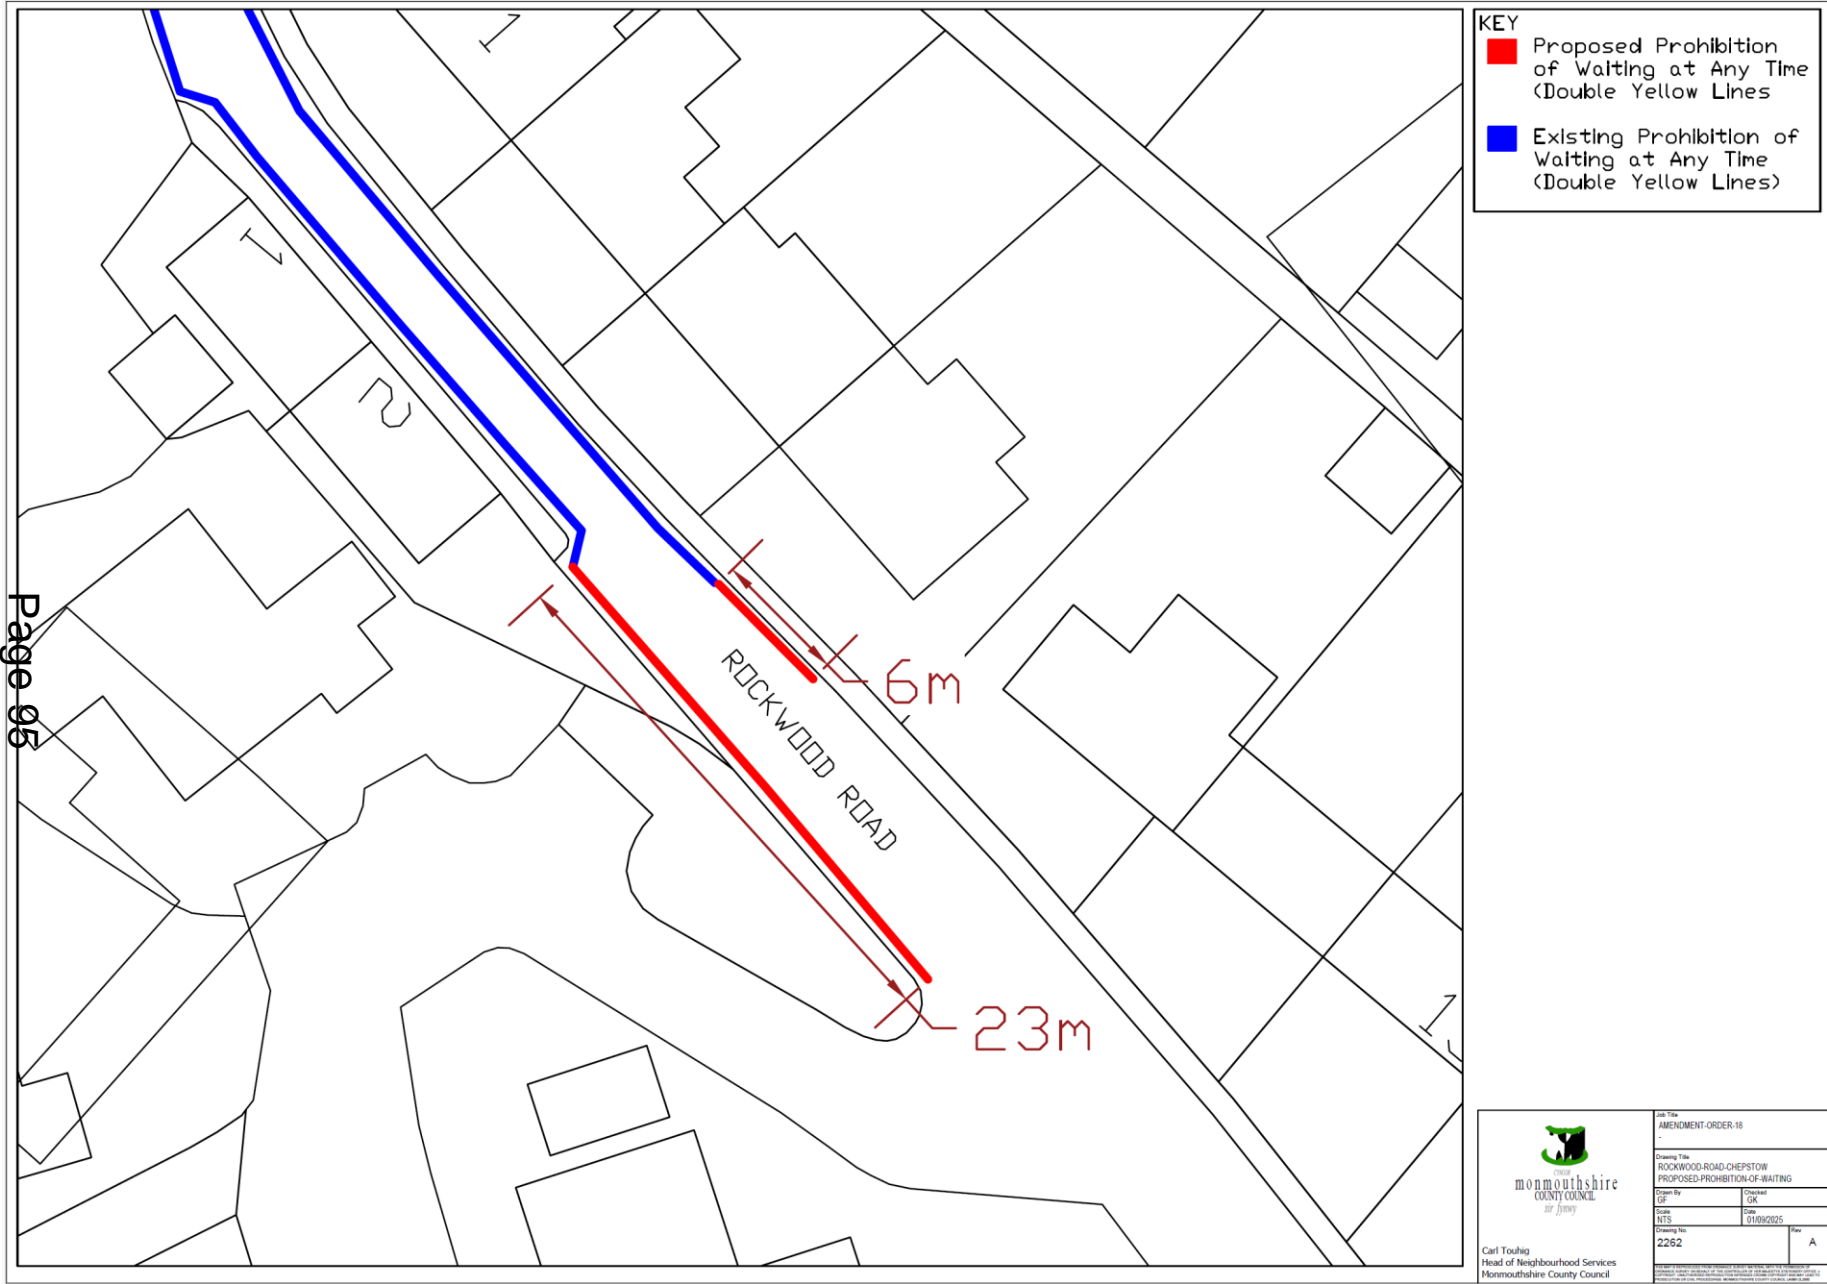 KEY
Proposed Prohibition
of Waiting at Any Time
(Double Yellow Lines
Existing Prohibition of
Waiting at Any Time
(Double Yellow Lines)
1
1
2
6m
ROCKWOOD ROAD
23m
Page 95
monmouthshire
COUNTY COUNCIL
sir fynwy
Carl Touhig
Head of Neighbourhood Services
Monmouthshire County Council
Job Title
AMENDMENT-ORDER-18
-
Drawing Title
ROCKWOOD-ROAD-CHEPSTOW
PROPOSED-PROHIBITION-OF-WAITING
Drawn By
GF
Checked
GK
Scale
NTS
Date
01/09/2025
Drawing No.
2262
Rev
A